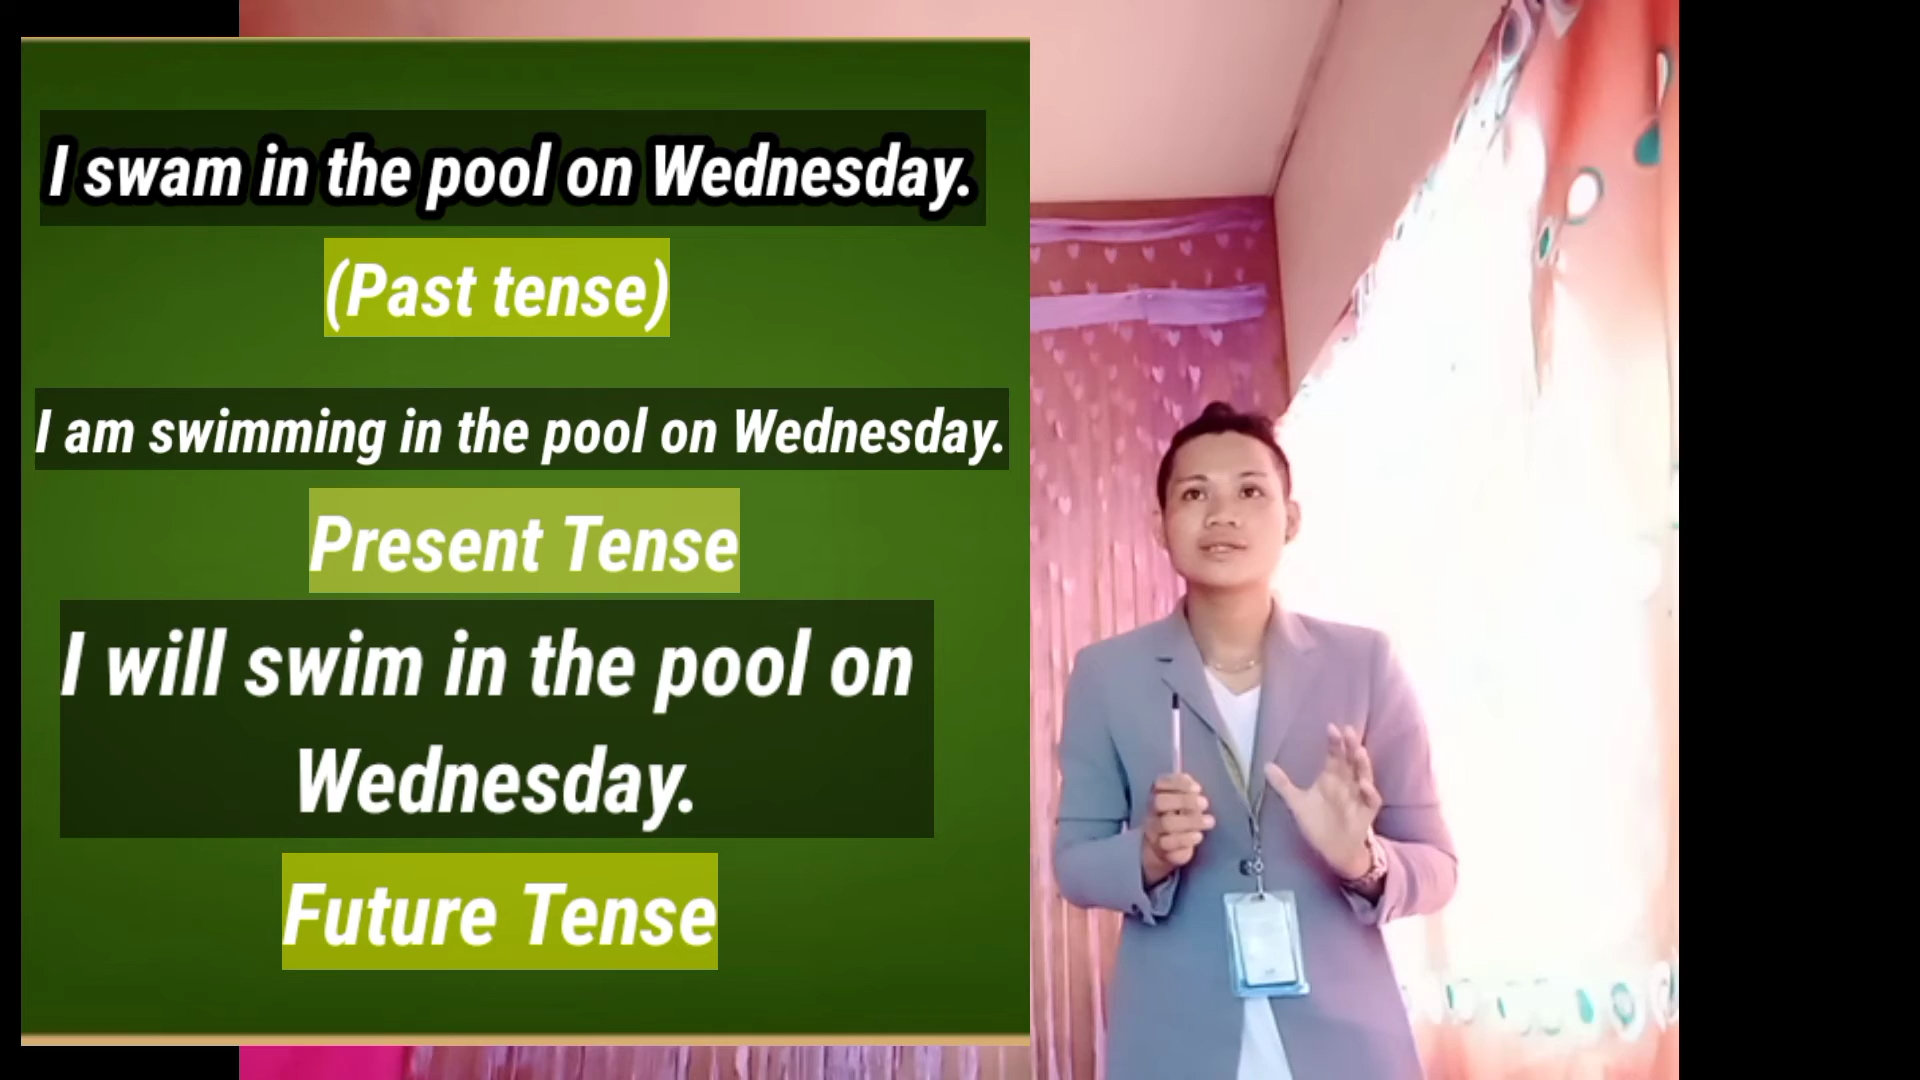 I swam in the pool on Wednesday.
(Past tense)
I am swimming in the pool on Wednesday.
Present Tense
I will swim in the pool on
Wednesday.
Future Tense